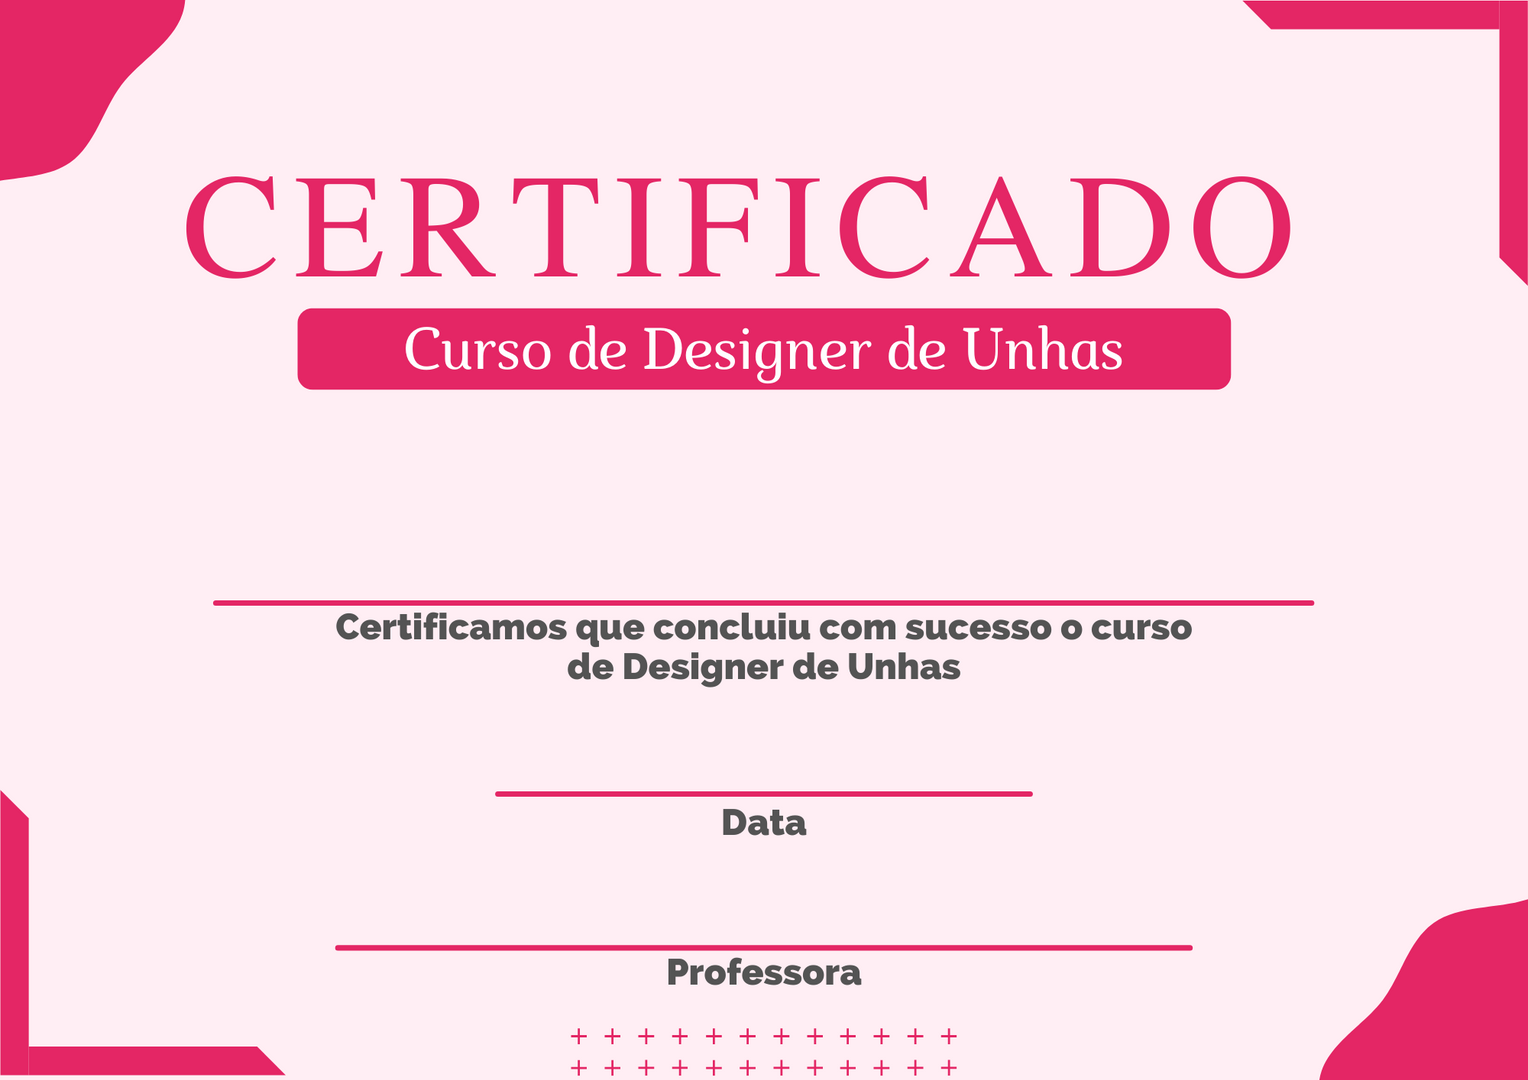 CERTIFICADO
Curso de Designer de Unhas
Certificamos que concluiu com sucesso o curso
de Designer de Unhas
Data
Professora